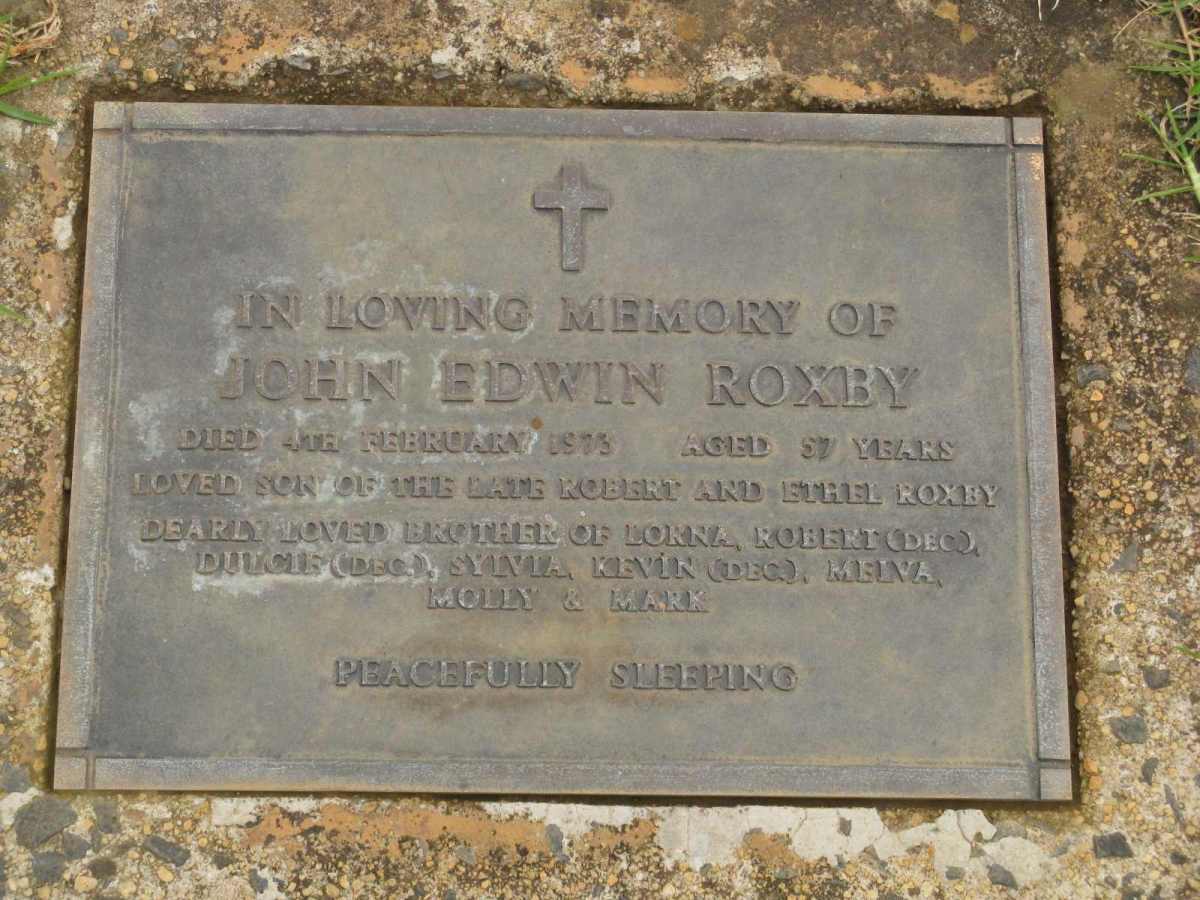 IN LOVING MEMORY OF
JOHN EDWIN ROXBY
DIED 4TH FEBRUARY 1973 AGED 57 YEARS
LOVED SON OF THE LATE ROBERT AND ETHEL ROXBY
DEARLY LOVED BROTHER OF LORNA, ROBERT (DEC.),
DULCIE (DEC.), SYLVIA, KEVIN (DEC.), MELVA,
MOLLY & MARK
PEACEFULLY SLEEPING